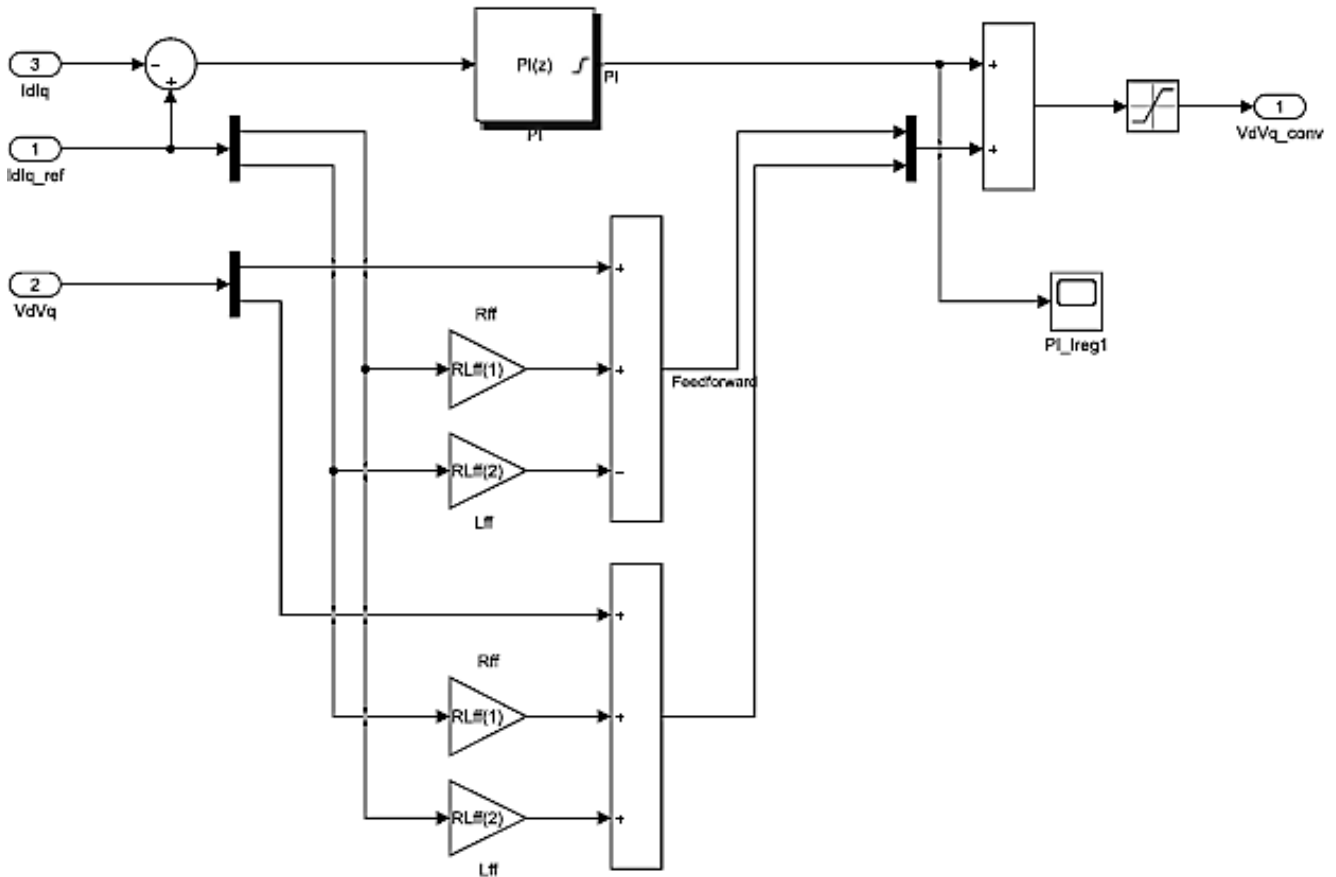 3
IdIq
-
+
PI(z)
PI
PI
1
IdIq_ref
2
VdVq
+
+
1
VdVq_conv
PI_Ireg1
+
Rff
RLff(1)
+
Feedforward
RLff(2)
-
Lff
+
Rff
RLff(1)
+
RLff(2)
+
Lff